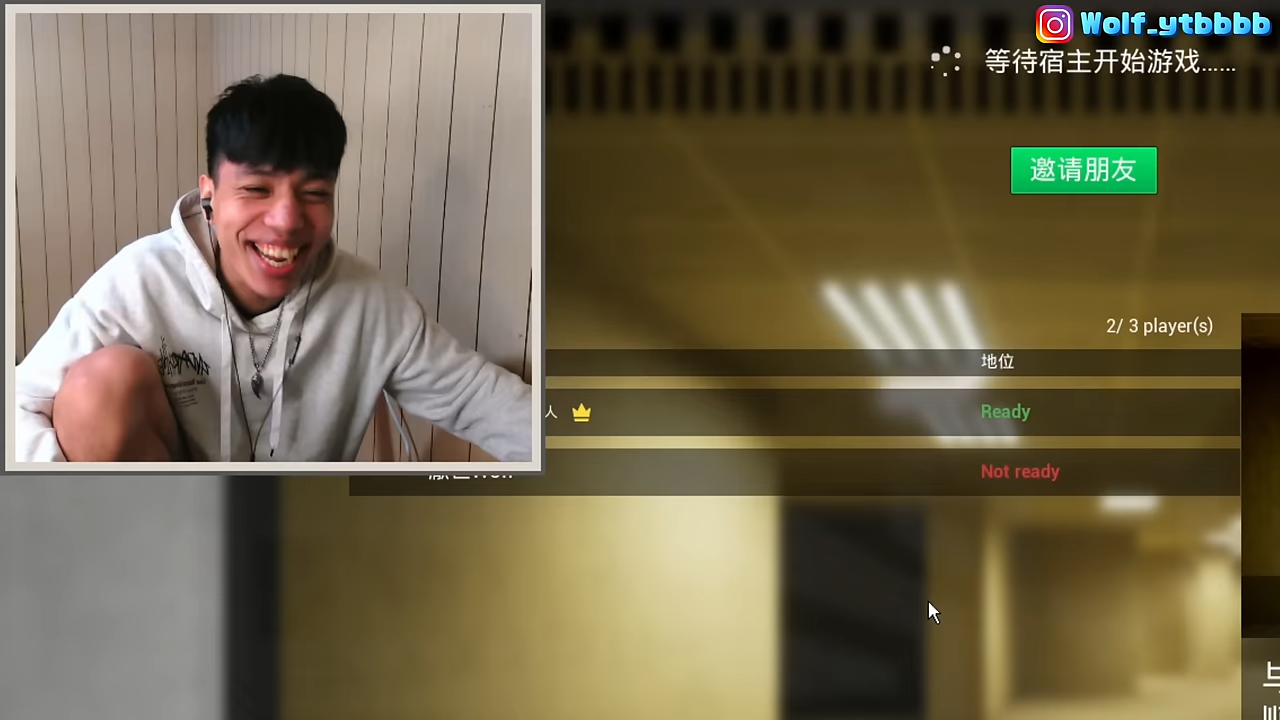 Wolf_ytbbbb
等待宿主开始游戏......
邀请朋友
2/ 3 player(s)
地位
人 Ready
Not ready